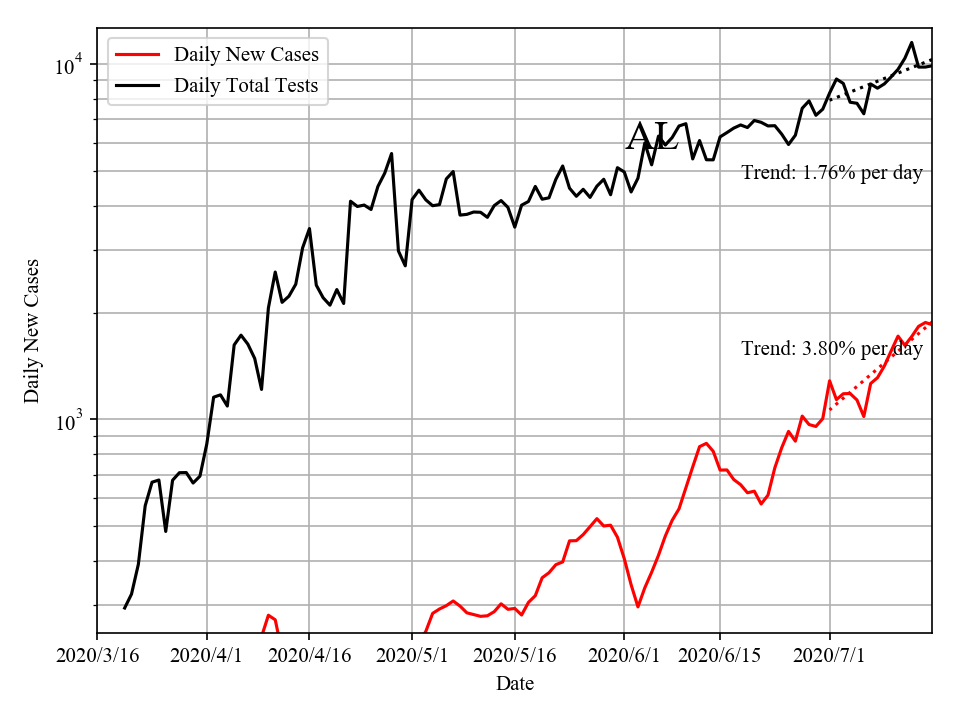 Daily New Cases
Daily Total Tests
10^4
AL
Trend: 1.76% per day
Daily New Cases
Trend: 3.80% per day
10^3
2020/3/16 2020/4/1 2020/4/16 2020/5/1 2020/5/16 2020/6/1 2020/6/15 2020/7/1
Date